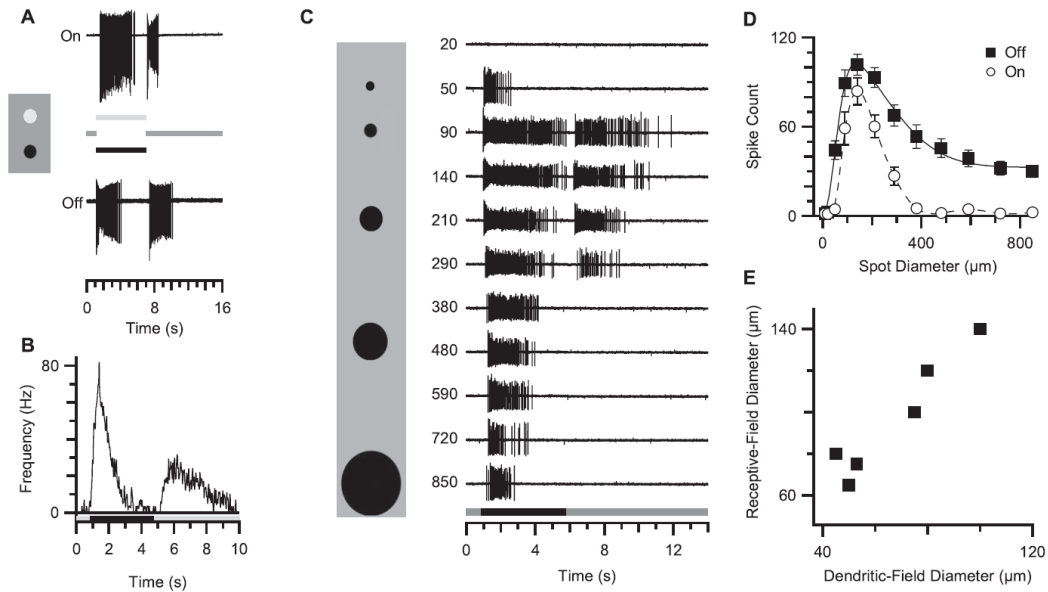 A
On
Off
0 8 16
Time (s)
B
80
Frequency (Hz)
0
0 2 4 6 8 10
Time (s)
C
20
50
90
140
210
290
380
480
590
720
850
0 4 8 12
Time (s)
D
120
Off
On
Spike Count
60
0
0 400 800
Spot Diameter (µm)
E
Receptive-Field Diameter (µm)
140
60
40 120
Dendritic-Field Diameter (µm)